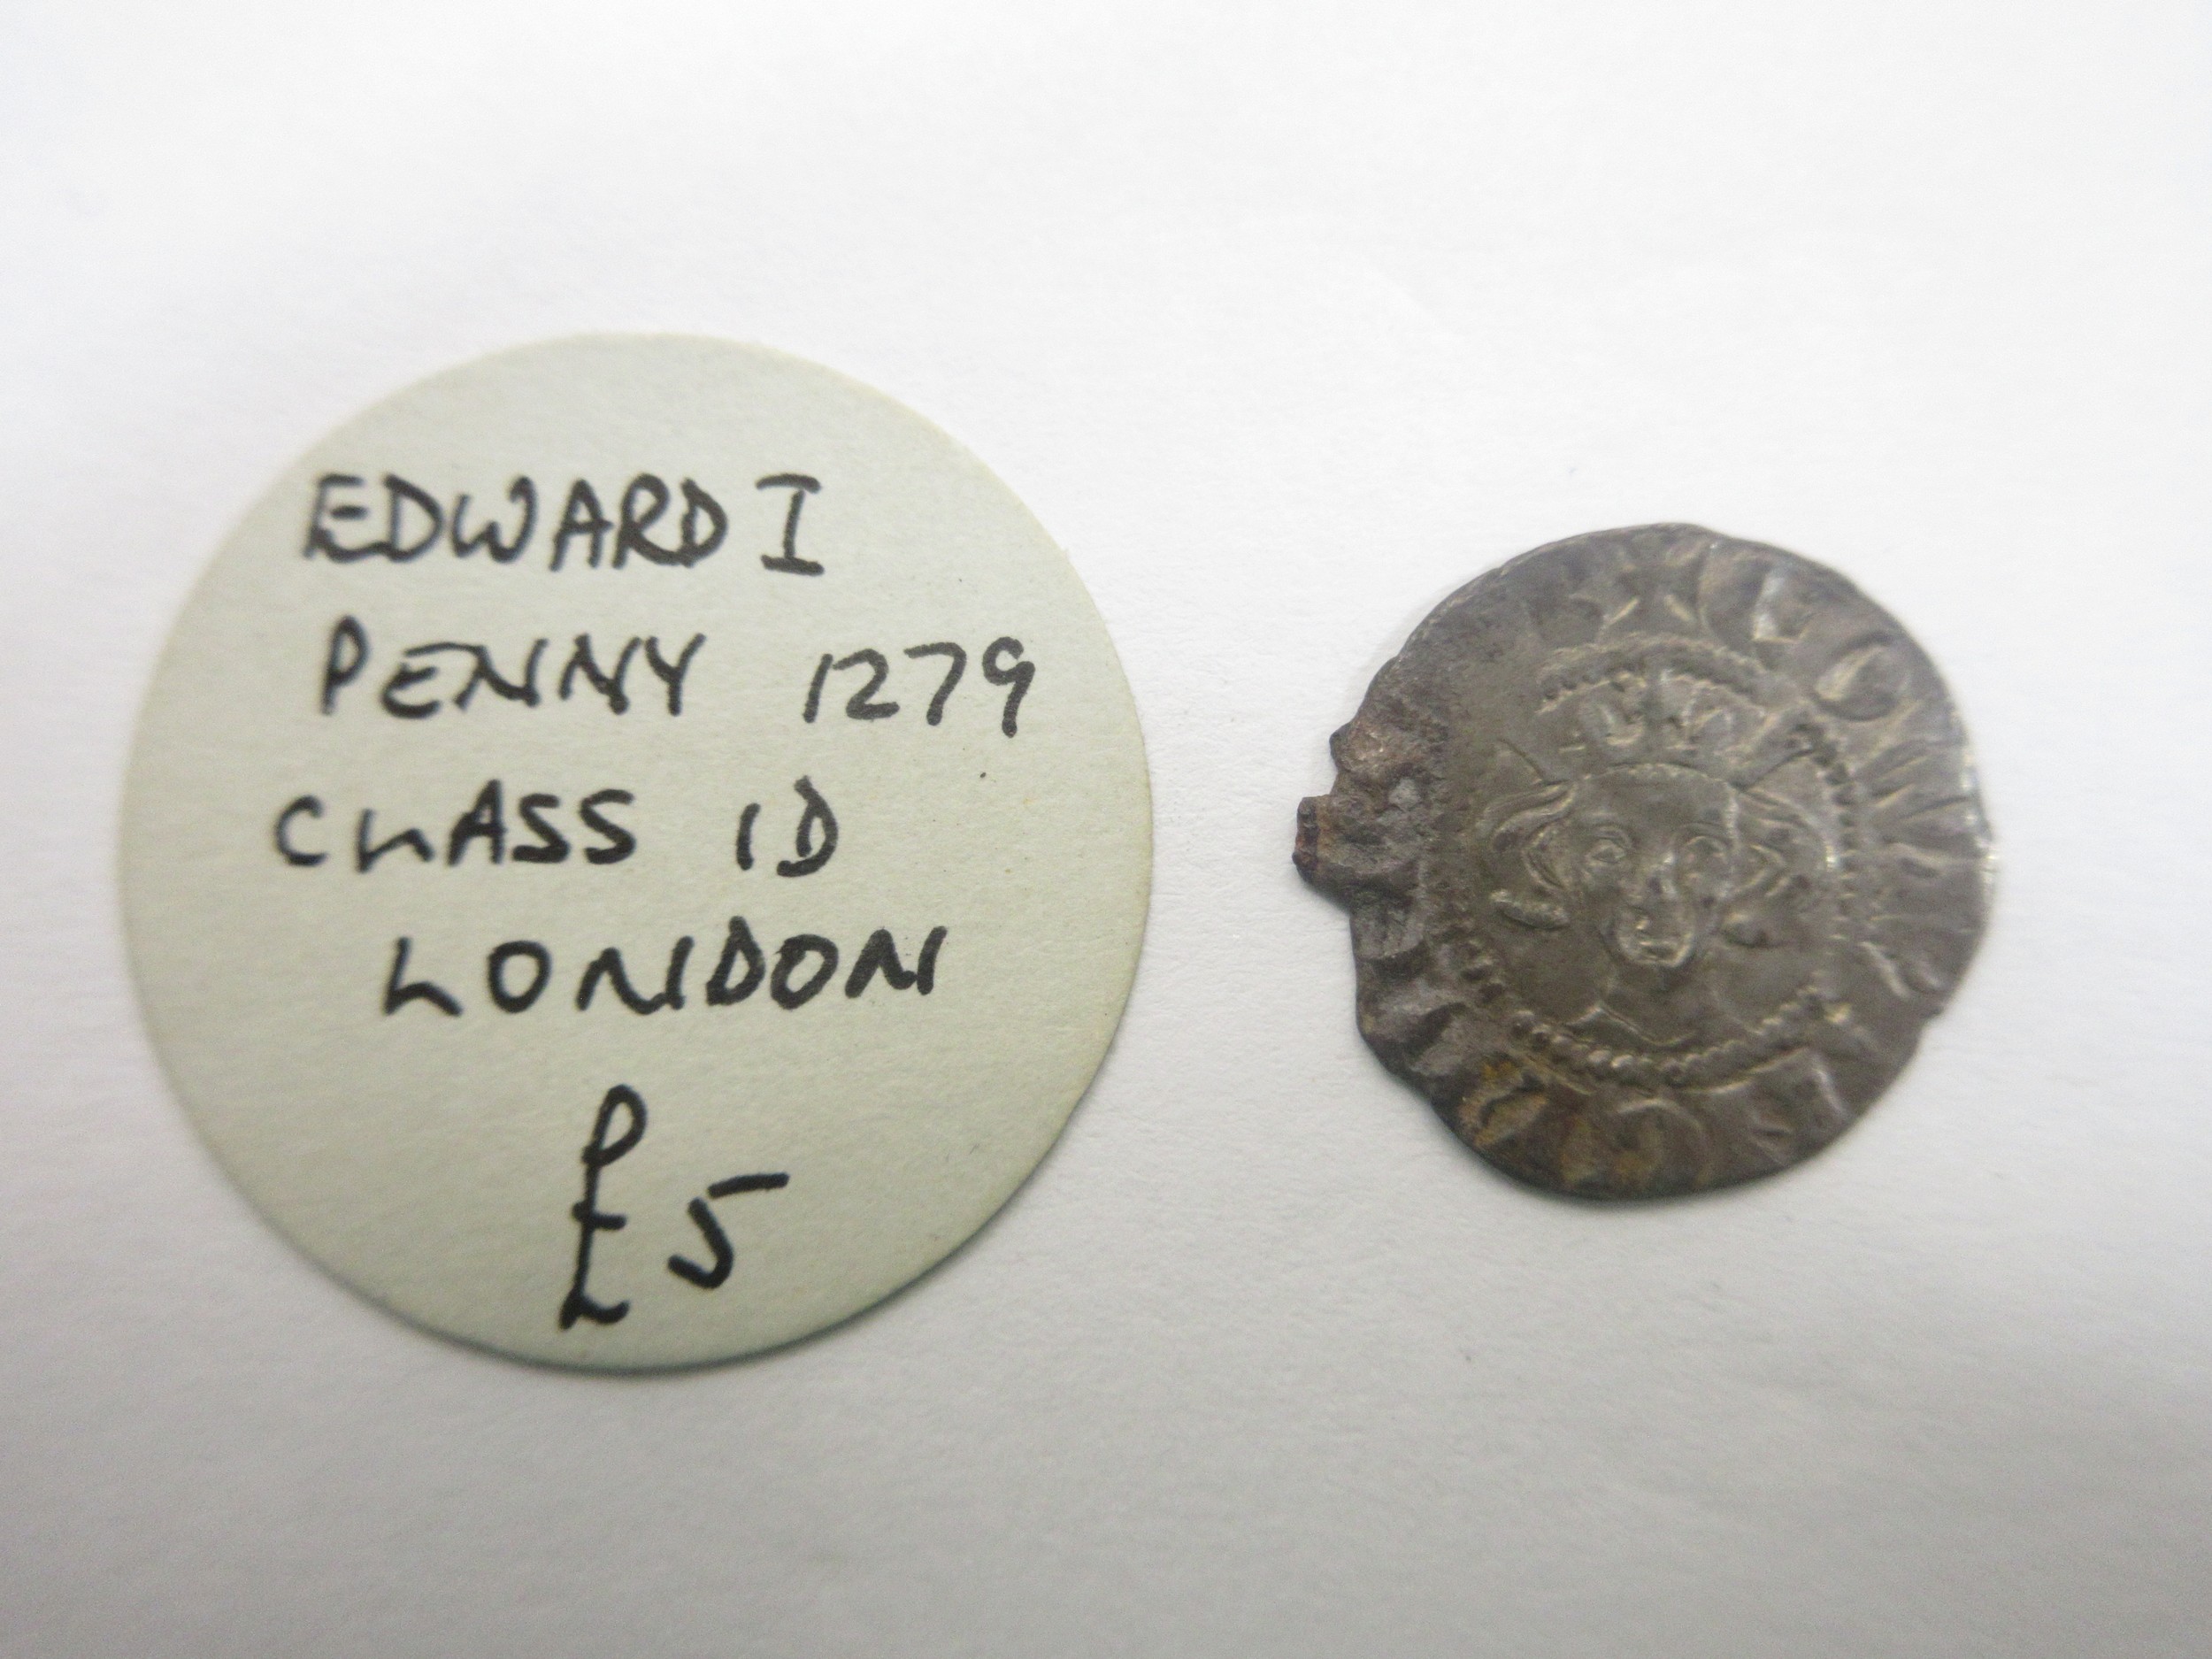 EDWARD I
PENNY 1279
CLASS 1D
LONDON
£5